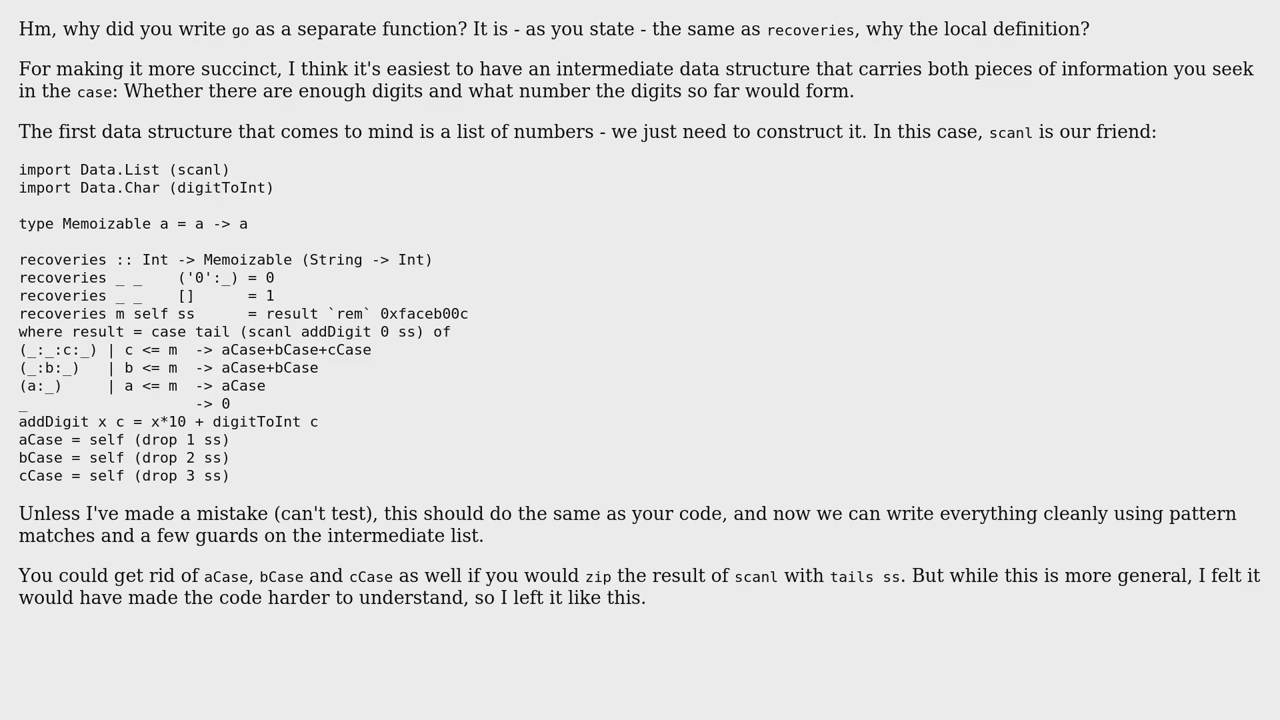 Hm, why did you write go as a separate function? It is - as you state - the same as recoveries, why the local definition?
For making it more succinct, I think it's easiest to have an intermediate data structure that carries both pieces of information you seek
in the case: Whether there are enough digits and what number the digits so far would form.
The first data structure that comes to mind is a list of numbers - we just need to construct it. In this case, scanl is our friend:
import Data.List (scanl)
import Data.Char (digitToInt)
type Memoizable a = a -> a
recoveries :: Int -> Memoizable (String -> Int)
recoveries _ _    ('0':_) = 0
recoveries _ _    []      = 1
recoveries m self ss      = result `rem` 0xfaceb00c
where result = case tail (scanl addDigit 0 ss) of
(_:_:c:_) | c <= m  -> aCase+bCase+cCase
(_:b:_)   | b <= m  -> aCase+bCase
(a:_)     | a <= m  -> aCase
_                   -> 0
addDigit x c = x*10 + digitToInt c
aCase = self (drop 1 ss)
bCase = self (drop 2 ss)
cCase = self (drop 3 ss)
Unless I've made a mistake (can't test), this should do the same as your code, and now we can write everything cleanly using pattern
matches and a few guards on the intermediate list.
You could get rid of aCase, bCase and cCase as well if you would zip the result of scanl with tails ss. But while this is more general, I felt it
would have made the code harder to understand, so I left it like this.